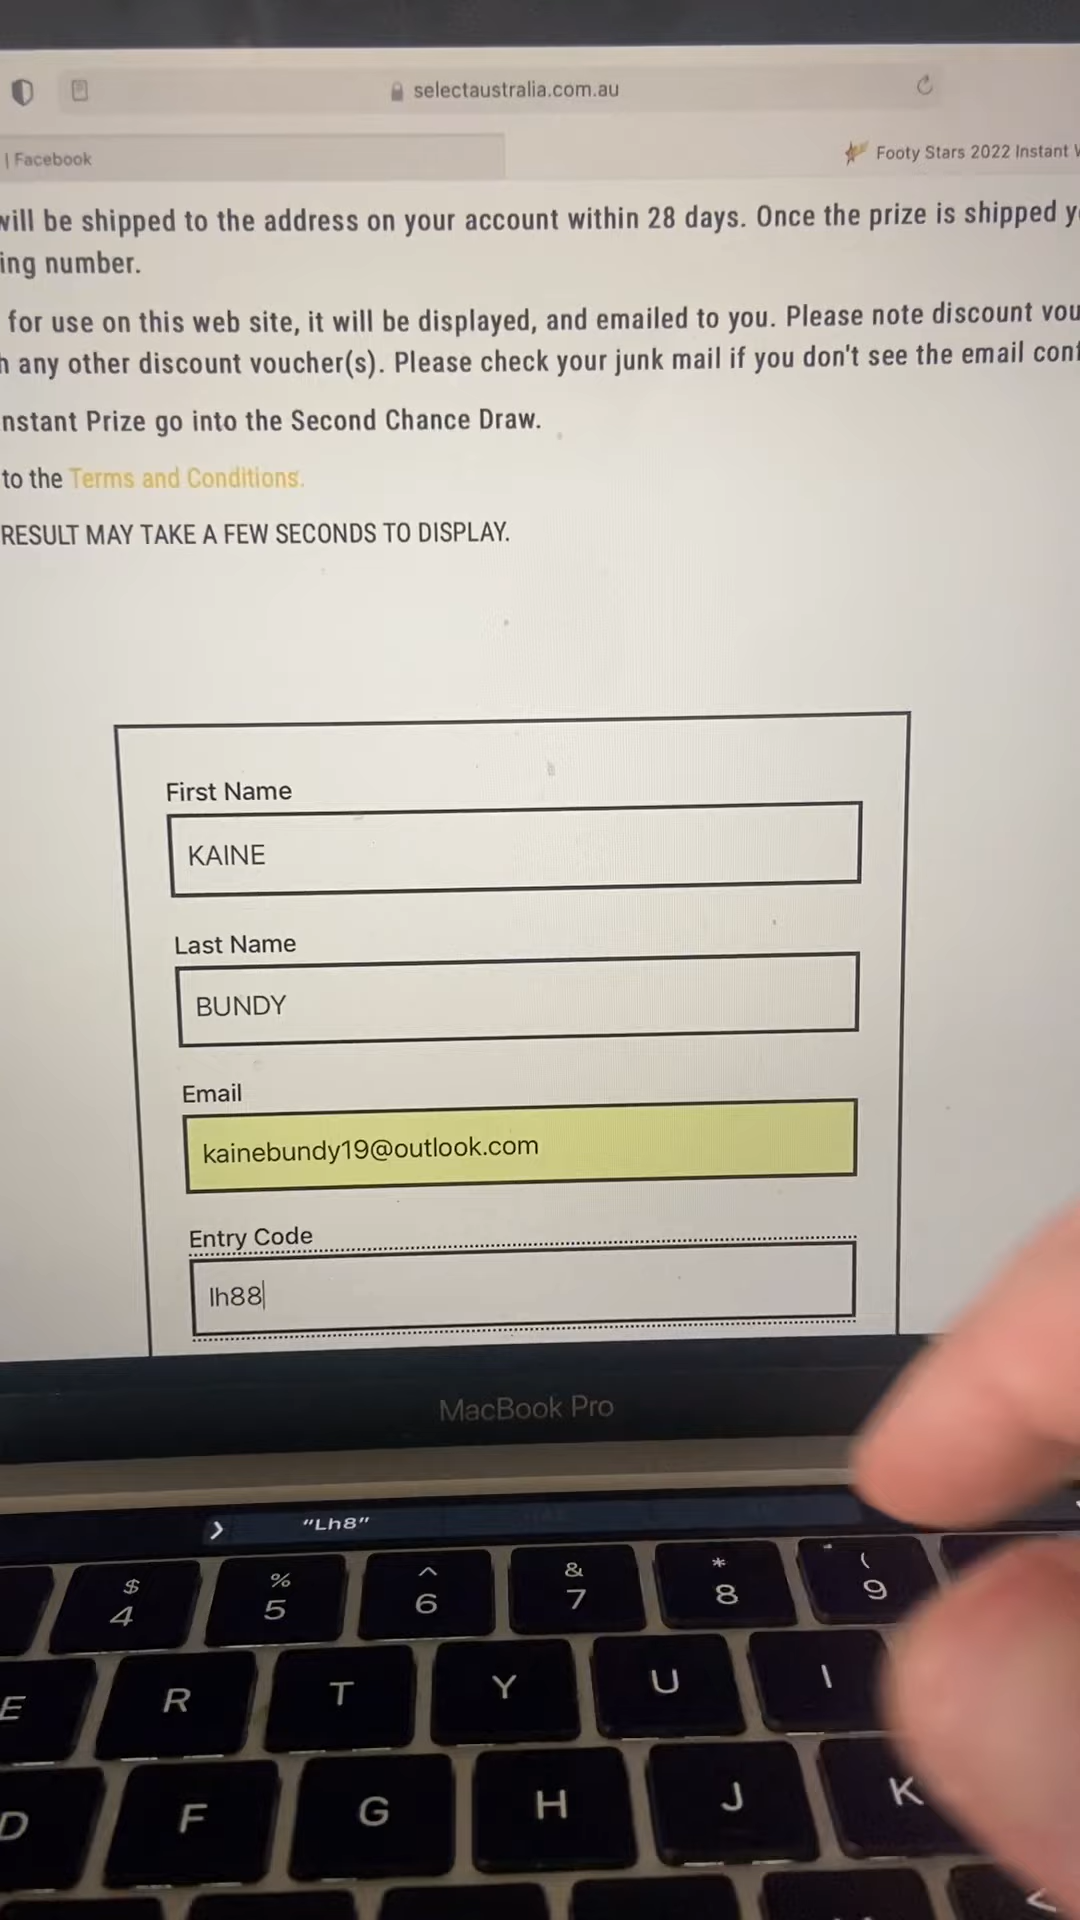 selectaustralia.com.au
| Facebook
Footy Stars 2022 Instant
will be shipped to the address on your account within 28 days. Once the prize is shipped
ing number.
for use on this web site, it will be displayed, and emailed to you. Please note discount vou
h any other discount voucher(s). Please check your junk mail if you don't see the email conf
nstant Prize go into the Second Chance Draw.
to the Terms and Conditions.
RESULT MAY TAKE A FEW SECONDS TO DISPLAY.
First Name
KAINE
Last Name
BUNDY
Email
kainebundy19@outlook.com
Entry Code
lh88
MacBook Pro
"Lh8"
$ % ^ & * (
4 5 6 7 8 9
E R T Y U I
D F G H J K
<